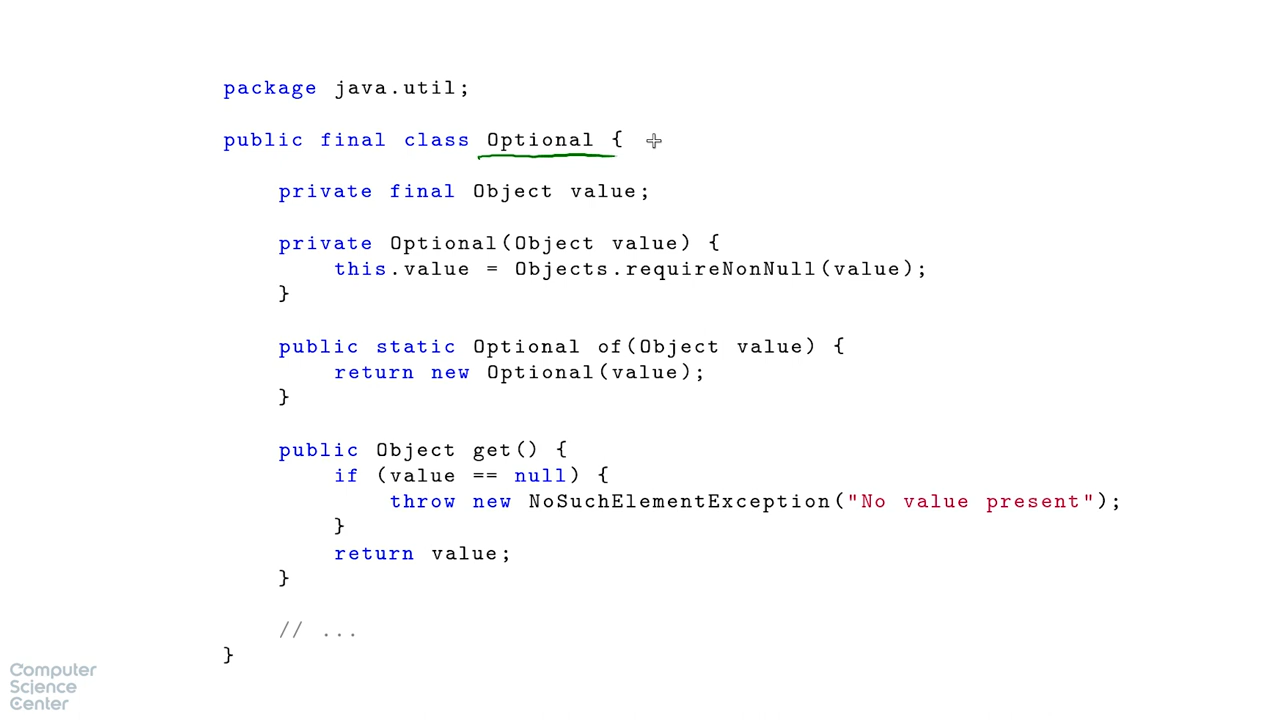 package java.util;
public final class Optional {
private final Object value;
private Optional(Object value) {
this.value = Objects.requireNonNull(value);
}
public static Optional of(Object value) {
return new Optional(value);
}
public Object get() {
if (value == null) {
throw new NoSuchElementException("No value present");
}
return value;
}
// ...
}
Computer
Science
Center